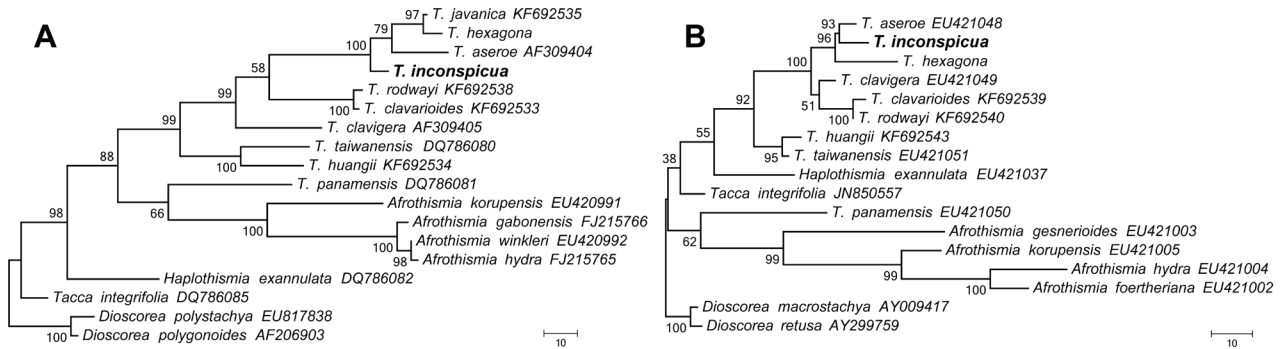 A
97
T. javanica KF692535
79
T. hexagona
100
T. aseroe AF309404
T. inconspicua
58
T. rodwayi KF692538
100
T. clavarioides KF692533
99
T. clavigera AF309405
99
T. taiwanensis DQ786080
100
T. huangii KF692534
88
T. panamensis DQ786081
66
Afrothismia korupensis EU420991
100
Afrothismia gabonensis FJ215766
100
Afrothismia winkleri EU420992
98
Afrothismia hydra FJ215765
98
Haplothismia exannulata DQ786082
Tacca integrifolia DQ786085
Dioscorea polystachya EU817838
100
Dioscorea polygonoides AF206903
10
B
93
T. aseroe EU421048
96
T. inconspicua
T. hexagona
100
T. clavigera EU421049
51
T. clavarioides KF692539
100
T. rodwayi KF692540
92
T. huangii KF692543
95
T. taiwanensis EU421051
55
Haplothismia exannulata EU421037
38
Tacca integrifolia JN850557
T. panamensis EU421050
62
Afrothismia gesnerioides EU421003
99
Afrothismia korupensis EU421005
99
Afrothismia hydra EU421004
100
Afrothismia foertheriana EU421002
Dioscorea macrostachya AY009417
100
Dioscorea retusa AY299759
10